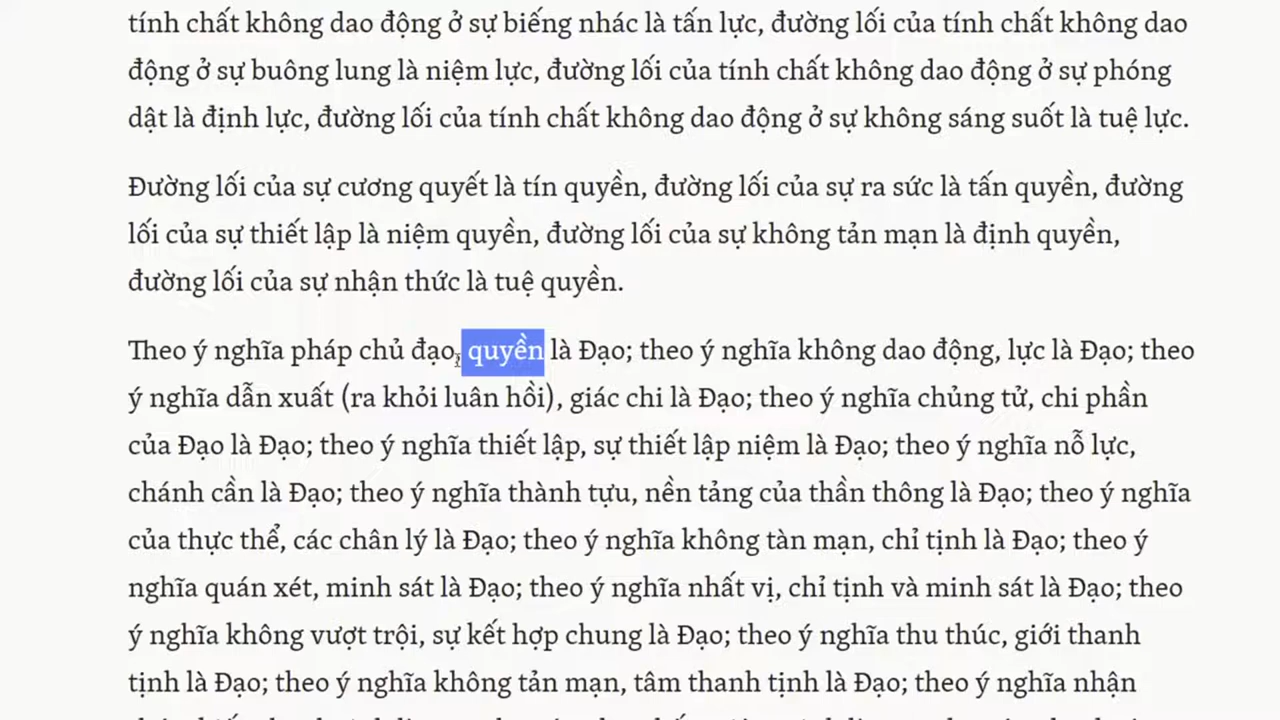 tính chất không dao động ở sự biếng nhác là tấn lực, đường lối của tính chất không dao
động ở sự buông lung là niệm lực, đường lối của tính chất không dao động ở sự phóng
dật là định lực, đường lối của tính chất không dao động ở sự không sáng suốt là tuệ lực.
Đường lối của sự cương quyết là tín quyền, đường lối của sự ra sức là tấn quyền, đường
lối của sự thiết lập là niệm quyền, đường lối của sự không tản mạn là định quyền,
đường lối của sự nhận thức là tuệ quyền.
Theo ý nghĩa pháp chủ đạo, quyền là Đạo; theo ý nghĩa không dao động, lực là Đạo; theo
ý nghĩa dẫn xuất (ra khỏi luân hồi), giác chi là Đạo; theo ý nghĩa chủng tử, chi phần
của Đạo là Đạo; theo ý nghĩa thiết lập, sự thiết lập niệm là Đạo; theo ý nghĩa nỗ lực,
chánh cần là Đạo; theo ý nghĩa thành tựu, nền tảng của thần thông là Đạo; theo ý nghĩa
của thực thể, các chân lý là Đạo; theo ý nghĩa không tàn mạn, chỉ tịnh là Đạo; theo ý
nghĩa quán xét, minh sát là Đạo; theo ý nghĩa nhất vị, chỉ tịnh và minh sát là Đạo; theo
ý nghĩa không vượt trội, sự kết hợp chung là Đạo; theo ý nghĩa thu thúc, giới thanh
tịnh là Đạo; theo ý nghĩa không tản mạn, tâm thanh tịnh là Đạo; theo ý nghĩa nhận